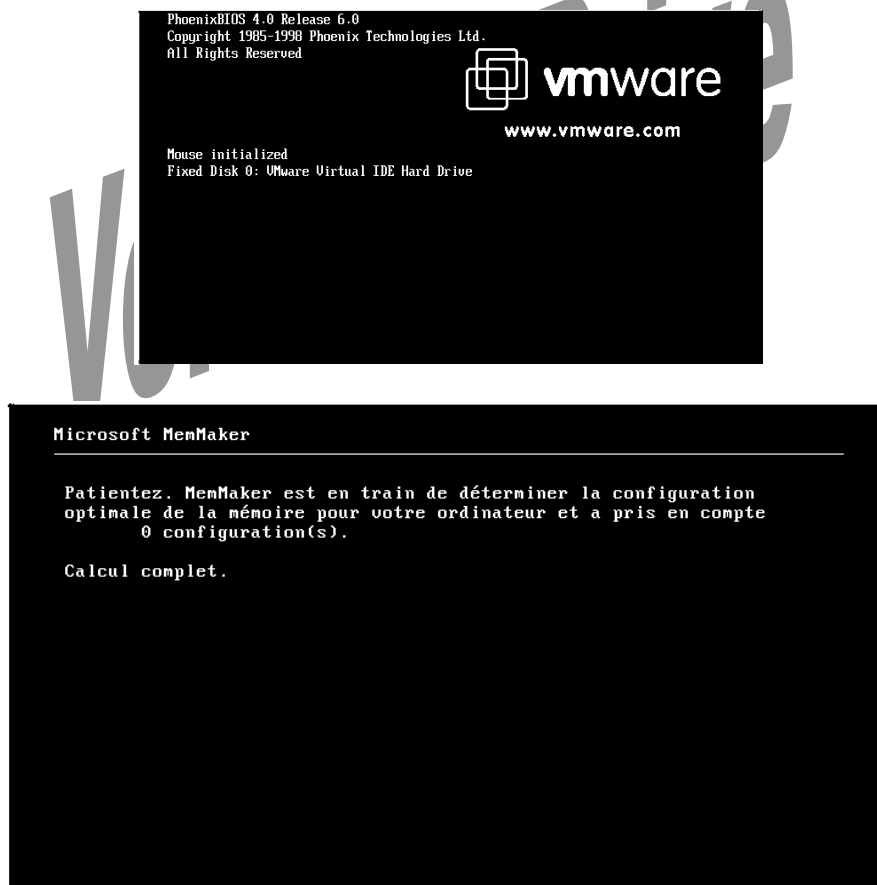 PhoenixBIOS 4.0 Release 6.0
Copyright 1985-1998 Phoenix Technologies Ltd.
All Rights Reserved
vmware
www.vmware.com
Mouse initialized
Fixed Disk 0: VMware Virtual IDE Hard Drive
Microsoft MemMaker
Patientez. MemMaker est en train de déterminer la configuration
optimale de la mémoire pour votre ordinateur et a pris en compte
0 configuration(s).
Calcul complet.